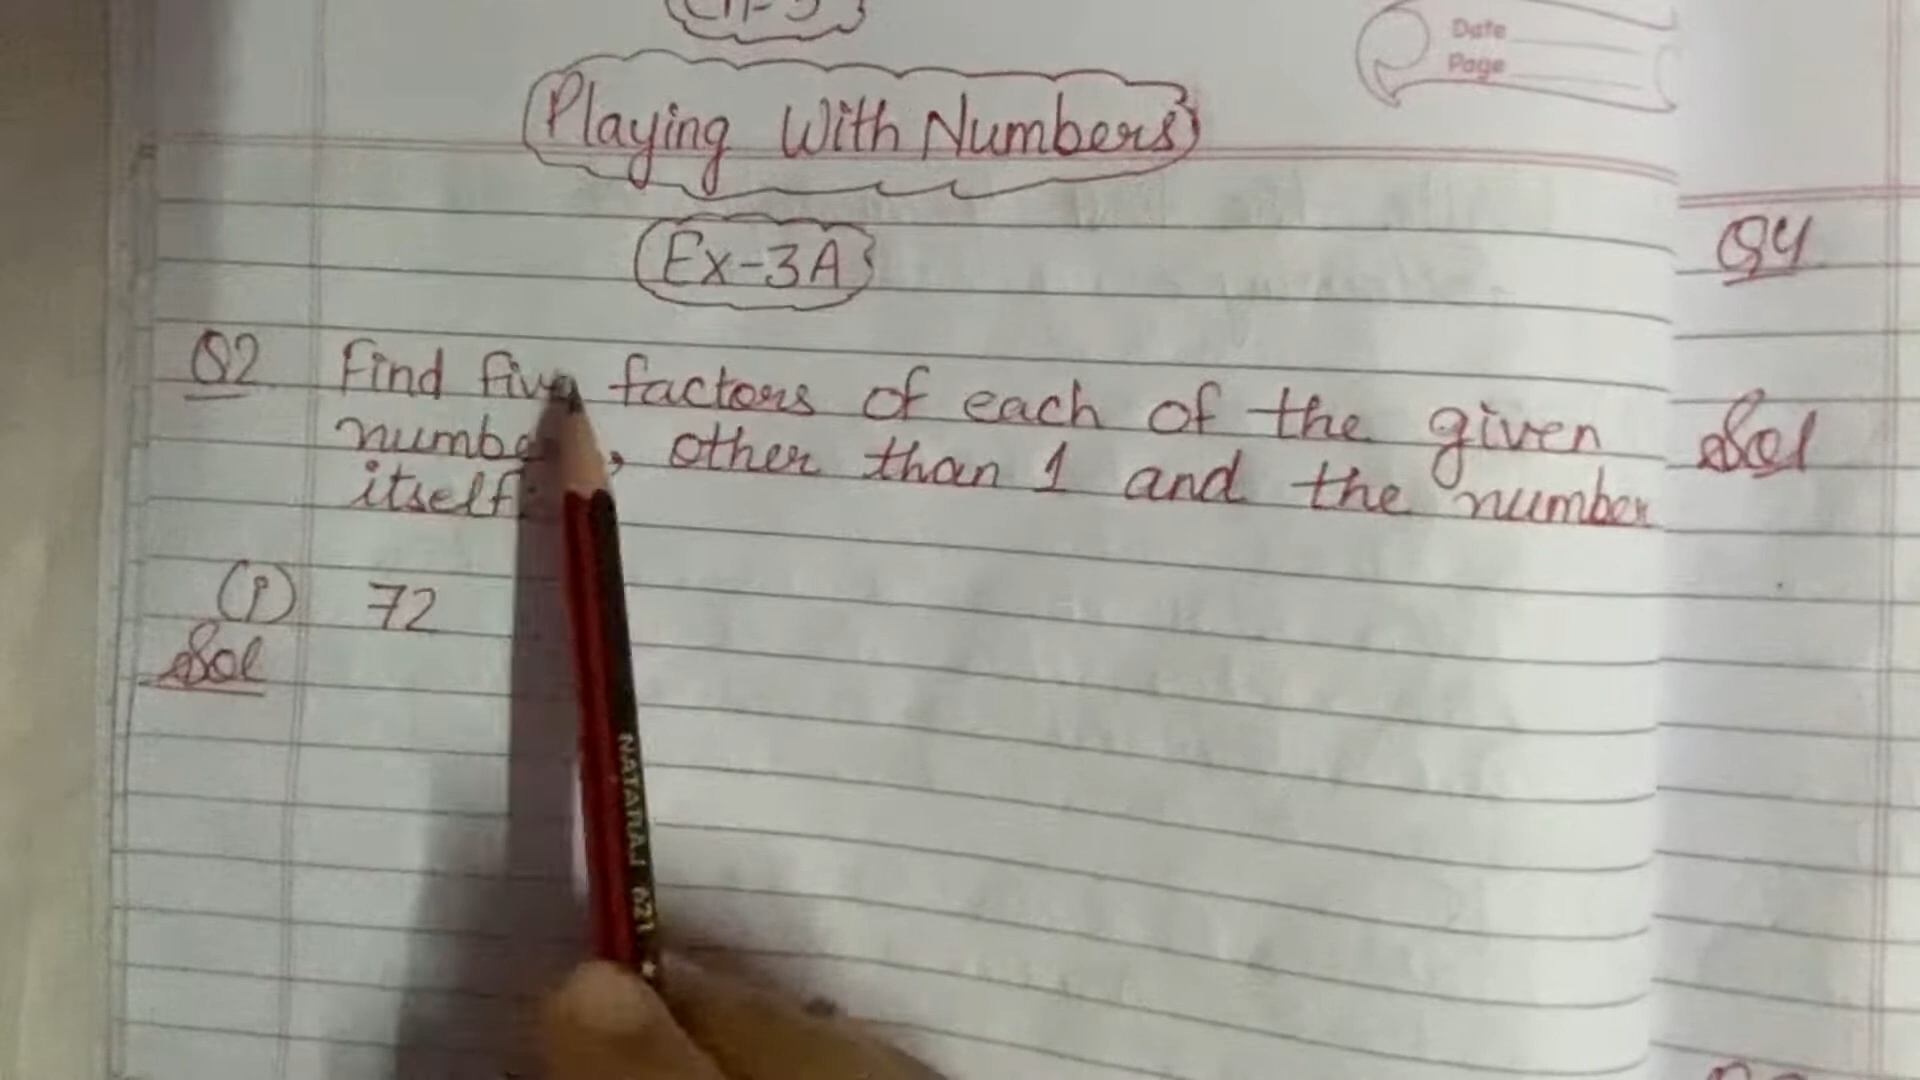 Date
Page
Playing With Numbers
Ex-3A
Q2 Find five factors of each of the given
number, other than 1 and the number
itself.
(i) 72
Sol
Q4
Sol
NATARAJ 621